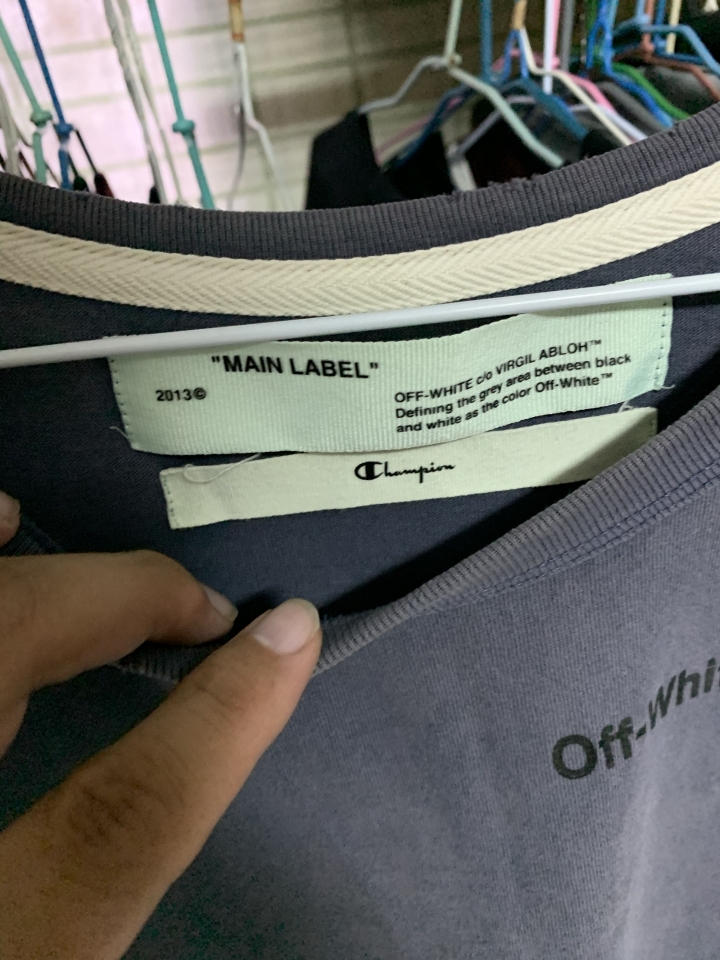 "MAIN LABEL"
2013©
OFF-WHITE c/o VIRGIL ABLOH™
Defining the grey area between black
and white as the color Off-White™
Champion
Off-Whi